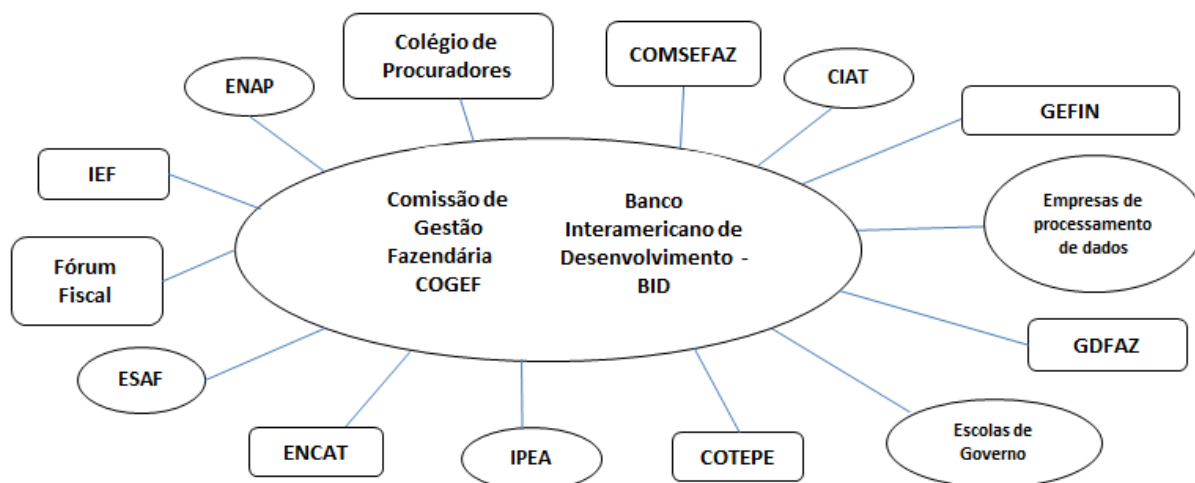 Colégio de
Procuradores
COMSEFAZ
ENAP
CIAT
GEFIN
IEF
Comissão de
Gestão
Fazendária
COGEF
Banco
Interamericano de
Desenvolvimento -
BID
Empresas de
processamento
de dados
Fórum
Fiscal
GDFAZ
ESAF
ENCAT
IPEA
COTEPE
Escolas de
Governo